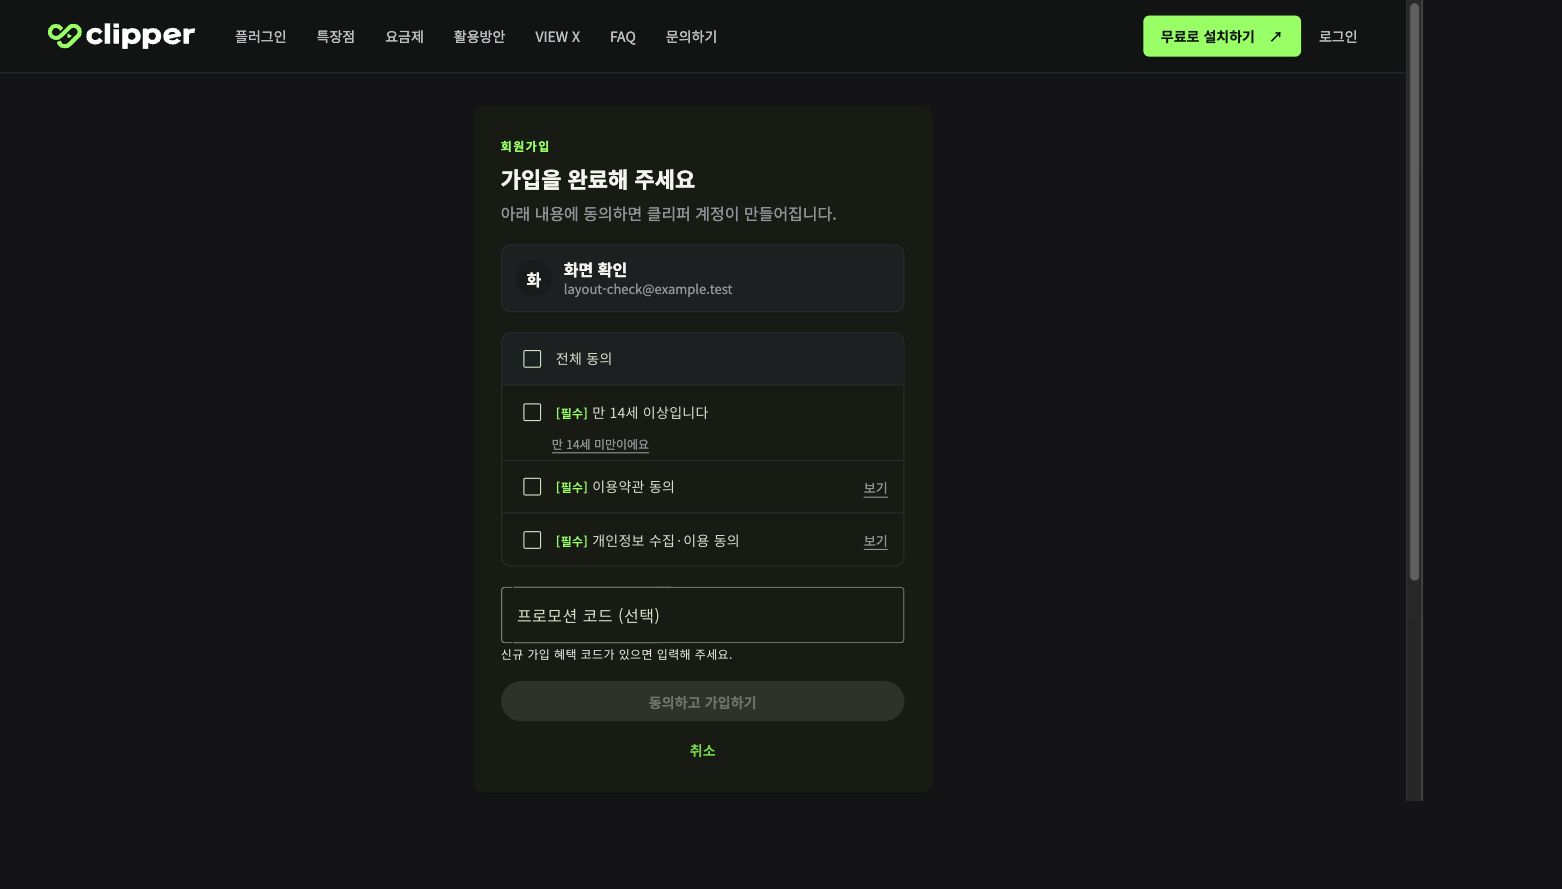 clipper
플러그인
특장점
요금제
활용방안
VIEW X
FAQ
문의하기
무료로 설치하기 ↗
로그인
회원가입
가입을 완료해 주세요
아래 내용에 동의하면 클리퍼 계정이 만들어집니다.
화
화면 확인
layout-check@example.test
전체 동의
[필수] 만 14세 이상입니다
만 14세 미만이에요
[필수] 이용약관 동의
보기
[필수] 개인정보 수집·이용 동의
보기
프로모션 코드 (선택)
신규 가입 혜택 코드가 있으면 입력해 주세요.
동의하고 가입하기
취소